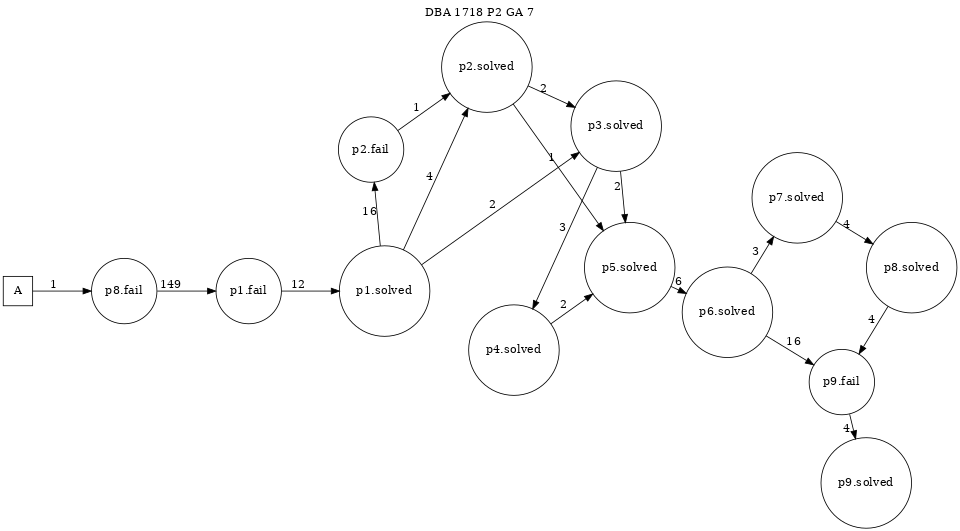 DBA 1718 P2 GA 7
p2.solved
2
1
p3.solved
p2.fail
4
1
2
16
2
p7.solved
3
4
3
p5.solved
p8.solved
A
1
p8.fail
149
p1.fail
12
p1.solved
6
2
p6.solved
4
p4.solved
16
p9.fail
4
p9.solved